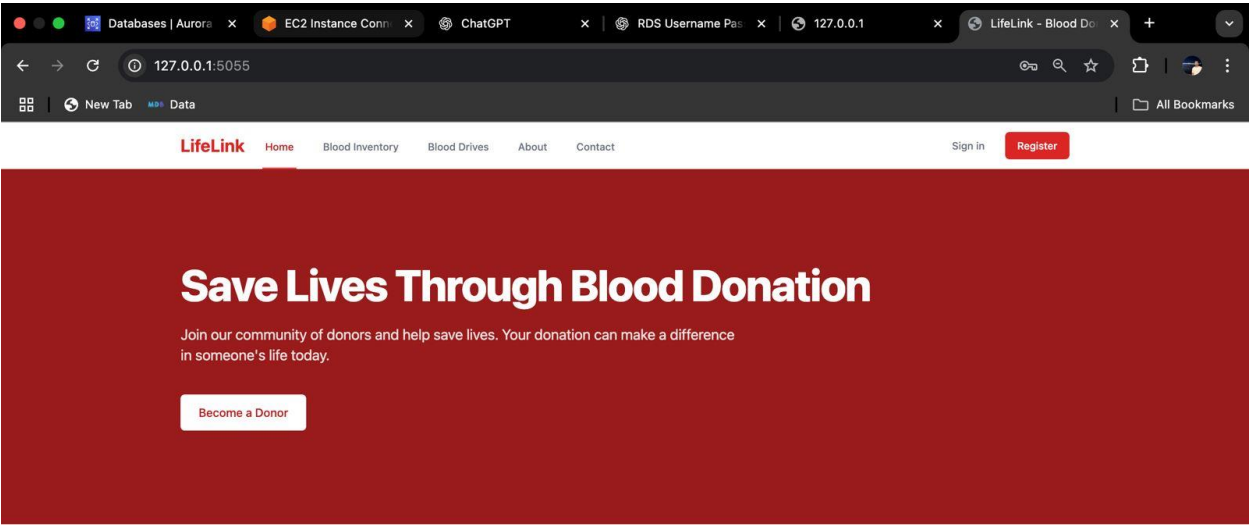 Databases | Aurora
EC2 Instance Conn
ChatGPT
RDS Username Pas
127.0.0.1
LifeLink - Blood Do
127.0.0.1:5055
New Tab
MDS Data
All Bookmarks
LifeLink Home Blood Inventory Blood Drives About Contact Sign in Register
Save Lives Through Blood Donation
Join our community of donors and help save lives. Your donation can make a difference
in someone's life today.
Become a Donor